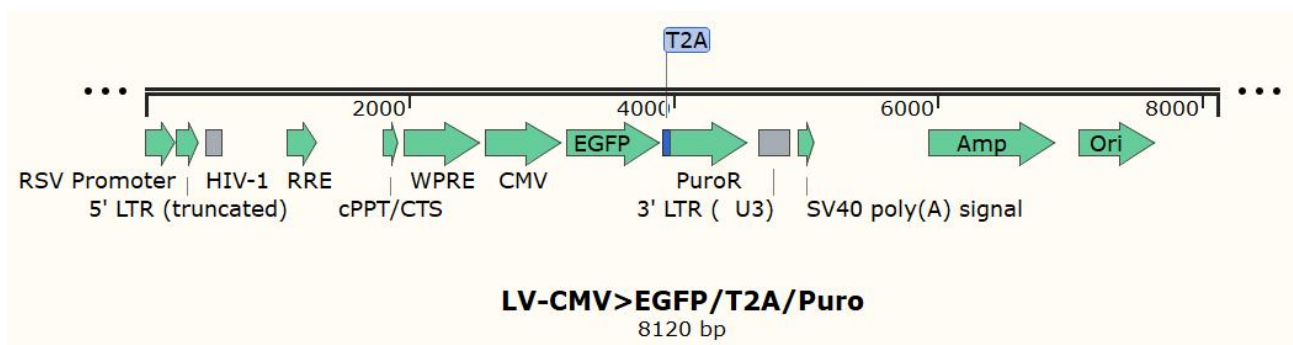 T2A
2000 4000 6000 8000
EGFP Amp Ori
RSV Promoter HIV-1 RRE WPRE CMV PuroR
5' LTR (truncated) cPPT/CTS 3' LTR ( U3) SV40 poly(A) signal
LV-CMV>EGFP/T2A/Puro
8120 bp